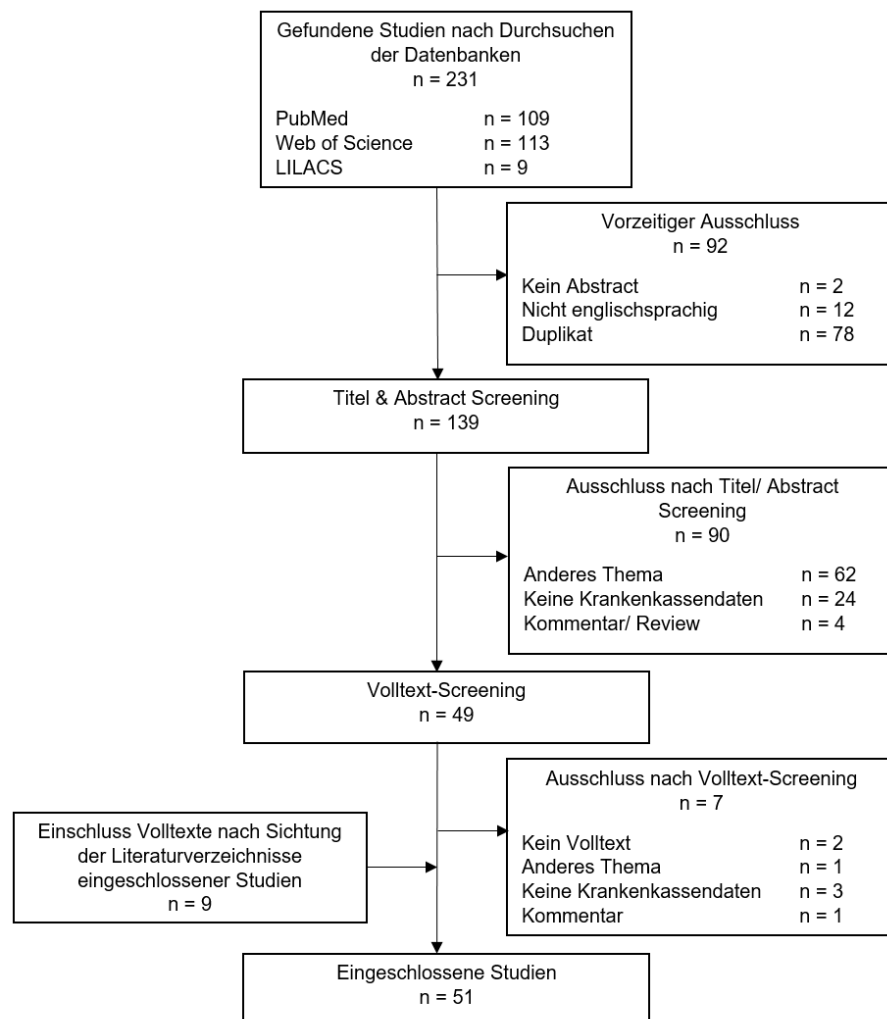 Gefundene Studien nach Durchsuchen
der Datenbanken
n = 231
PubMed n = 109
Web of Science n = 113
LILACS n = 9
Vorzeitiger Ausschluss
n = 92
Kein Abstract n = 2
Nicht englischsprachig n = 12
Duplikat n = 78
Titel & Abstract Screening
n = 139
Ausschluss nach Titel/ Abstract
Screening
n = 90
Anderes Thema n = 62
Keine Krankenkassendaten n = 24
Kommentar/ Review n = 4
Volltext-Screening
n = 49
Ausschluss nach Volltext-Screening
n = 7
Kein Volltext n = 2
Anderes Thema n = 1
Keine Krankenkassendaten n = 3
Kommentar n = 1
Einschluss Volltexte nach Sichtung
der Literaturverzeichnisse
eingeschlossener Studien
n = 9
Eingeschlossene Studien
n = 51